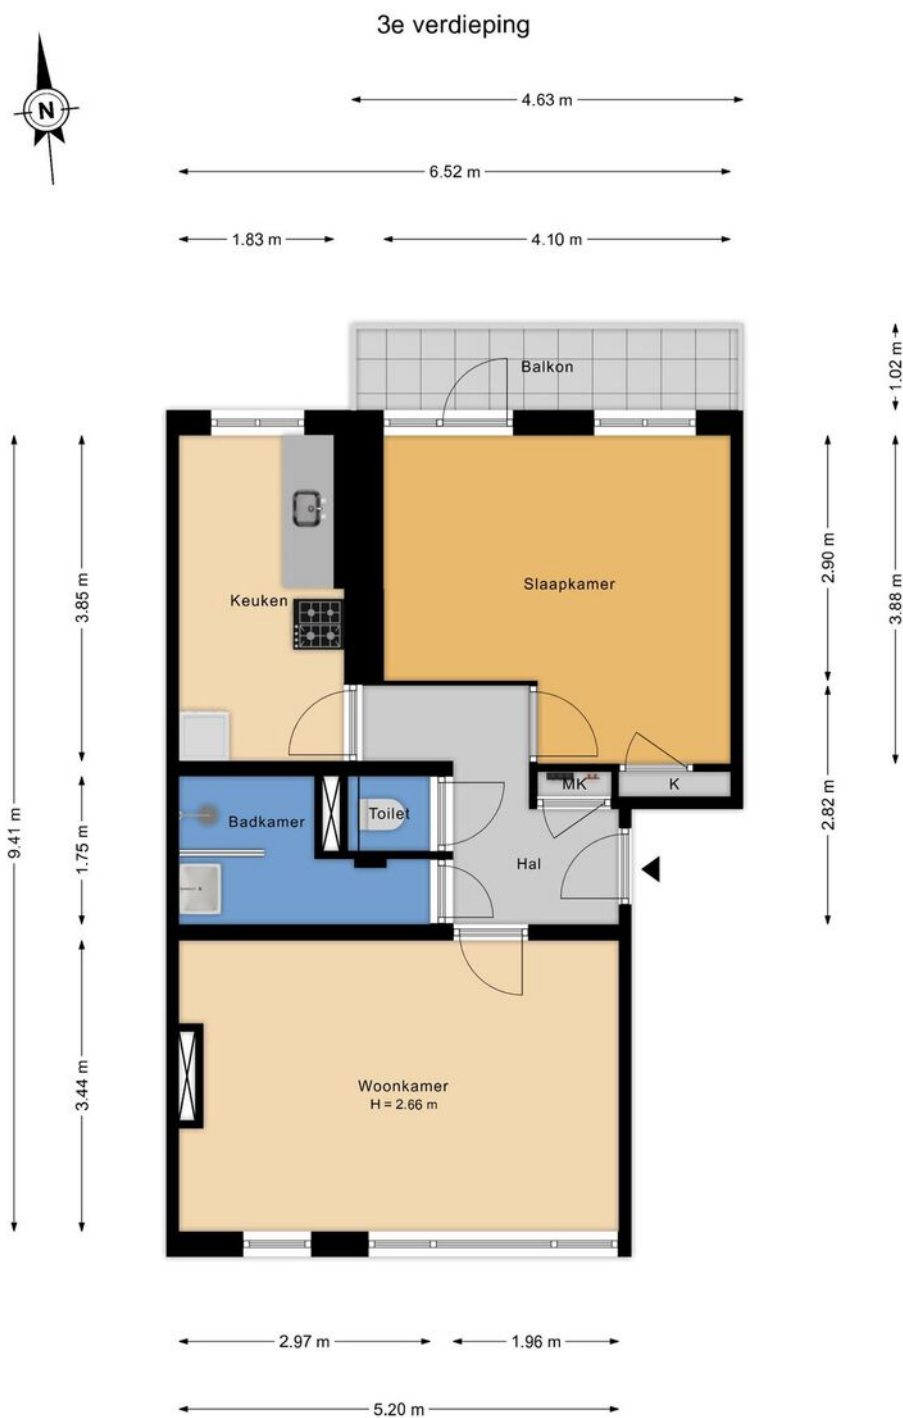 3e verdieping
N
4.63 m
6.52 m
1.83 m
4.10 m
1.02 m
Balkon
3.85 m
2.90 m
3.88 m
Slaapkamer
Keuken
9.41 m
MK
K
2.82 m
1.75 m
Badkamer
Toilet
Hal
3.44 m
Woonkamer
H = 2.66 m
2.97 m
1.96 m
5.20 m